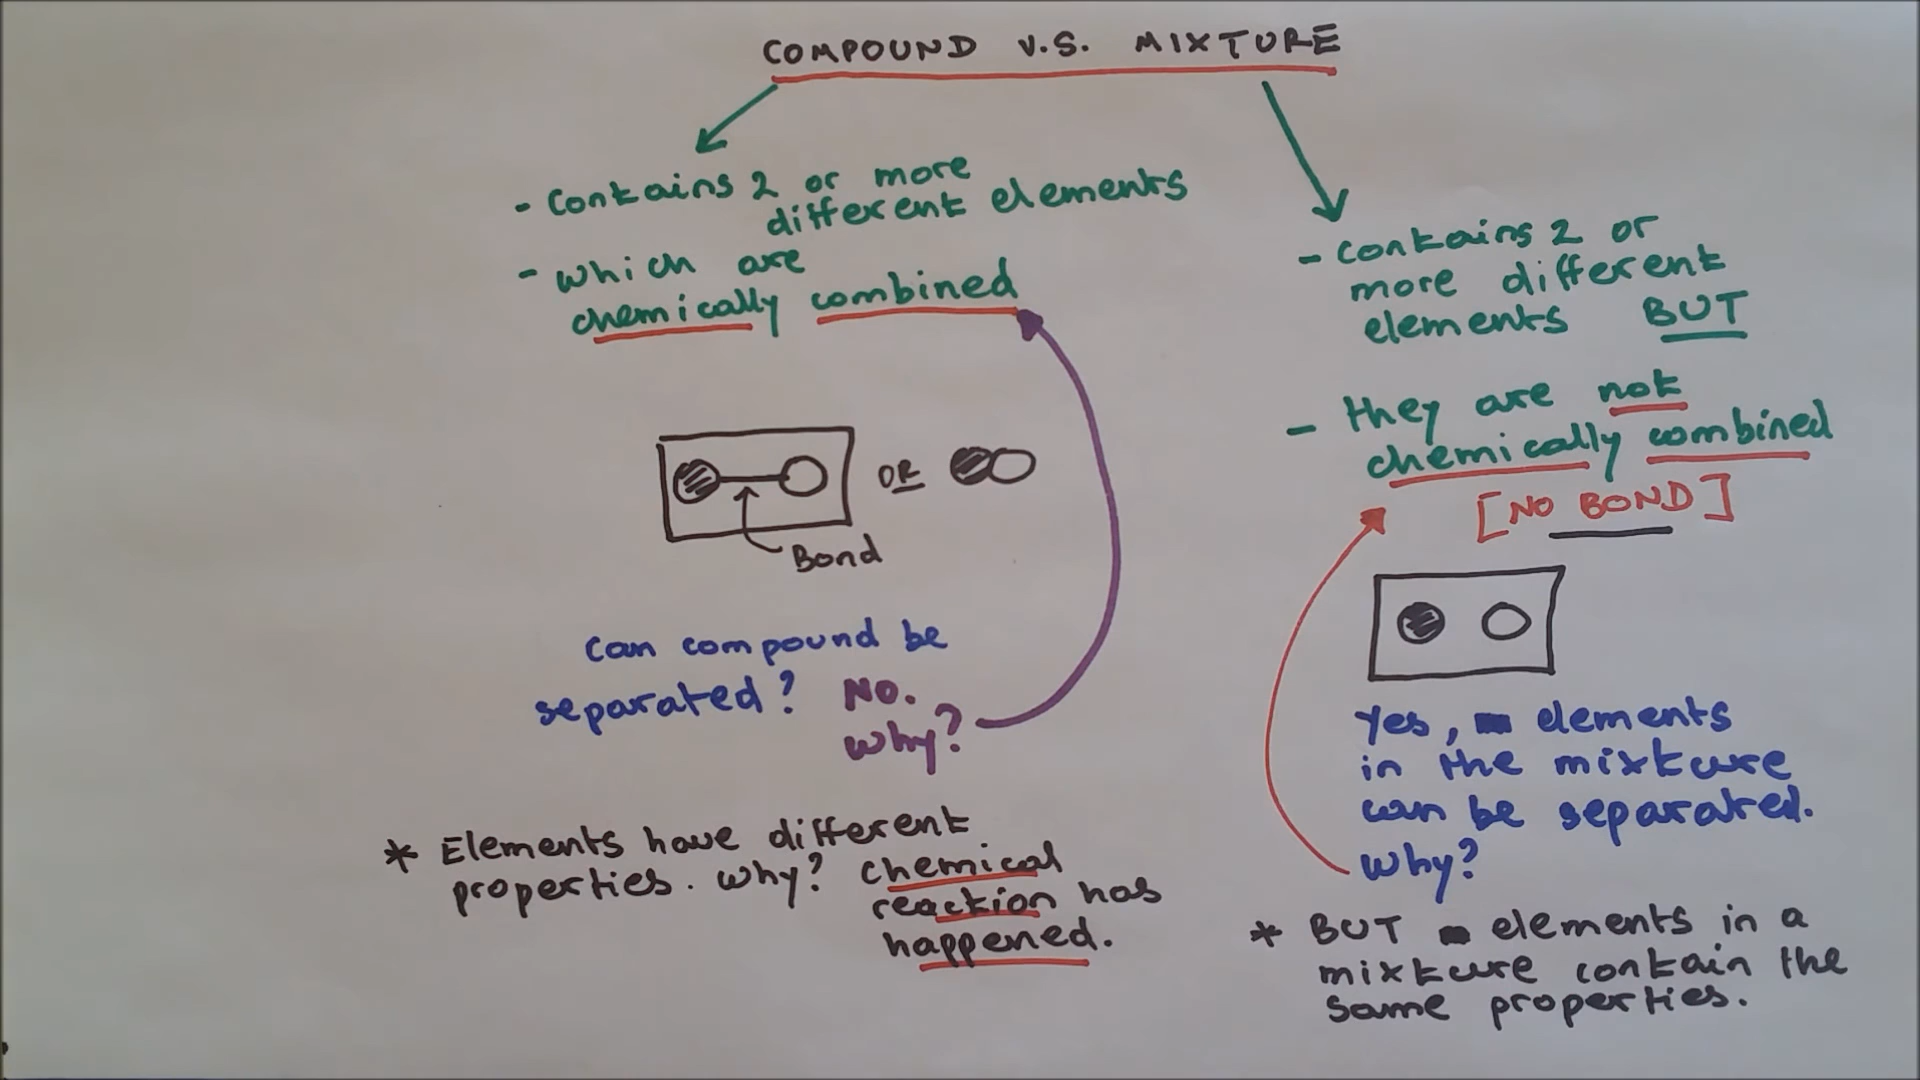 COMPOUND V.S. MIXTURE
- Contains 2 or more
different elements
- which are
chemically combined
OR
Bond
Can compound be
separated? NO.
Why?
* Elements have different
properties. Why? Chemical
reaction has
happened.
- Contains 2 or
more different
elements BUT
- they are not
chemically combined
[NO BOND]
Yes, elements
in the mixture
can be separated.
Why?
* BUT elements in a
mixture contain the
same properties.